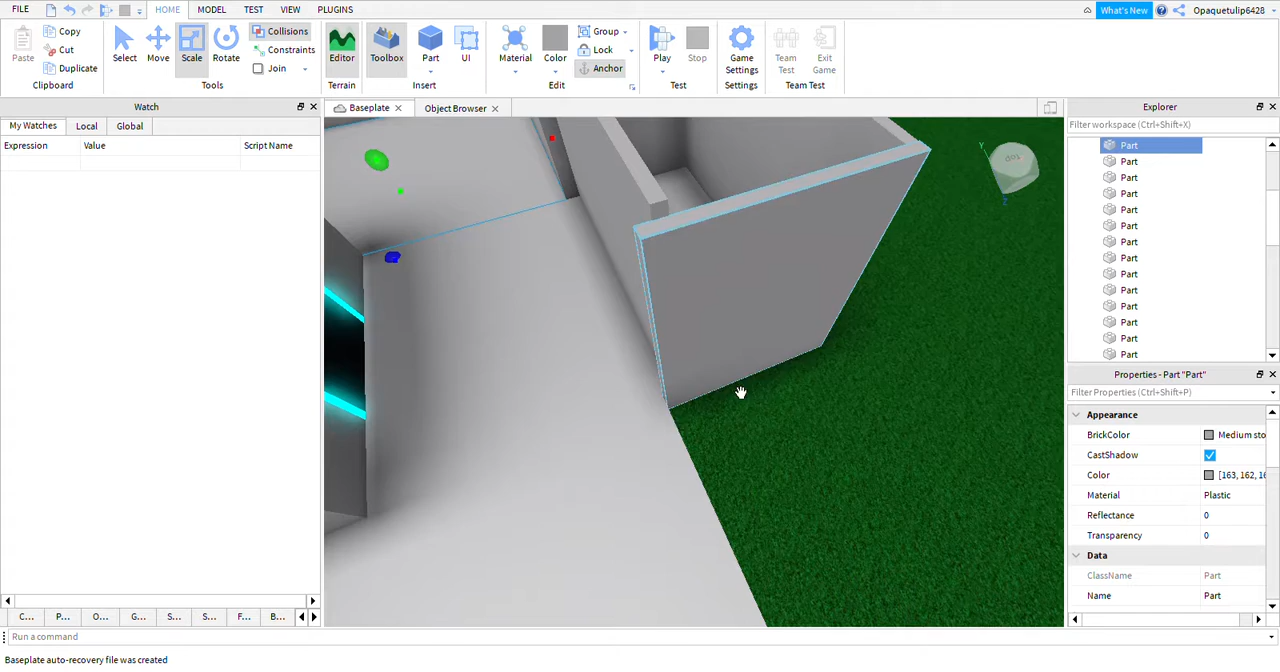 FILE HOME MODEL TEST VIEW PLUGINS What's New Opaquetulip6428
Paste Copy Cut Duplicate Clipboard
Select Move Scale Rotate Collisions Constraints Join Tools
Editor Terrain
Toolbox Part UI Insert
Material Color Group Lock Anchor Edit
Play Stop Test
Game Settings Settings
Team Test Exit Game Team Test
Watch
My Watches Local Global
Expression Value Script Name
C... P... O... G... S... S... F... B...
Baseplate Object Browser
TOP
Y
Z
Explorer
Filter workspace (Ctrl+Shift+X)
Part
Part
Part
Part
Part
Part
Part
Part
Part
Part
Part
Part
Part
Part
Properties - Part "Part"
Filter Properties (Ctrl+Shift+P)
Appearance
BrickColor Medium sto
CastShadow
Color [163, 162, 16
Material Plastic
Reflectance 0
Transparency 0
Data
ClassName Part
Name Part
Run a command
Baseplate auto-recovery file was created